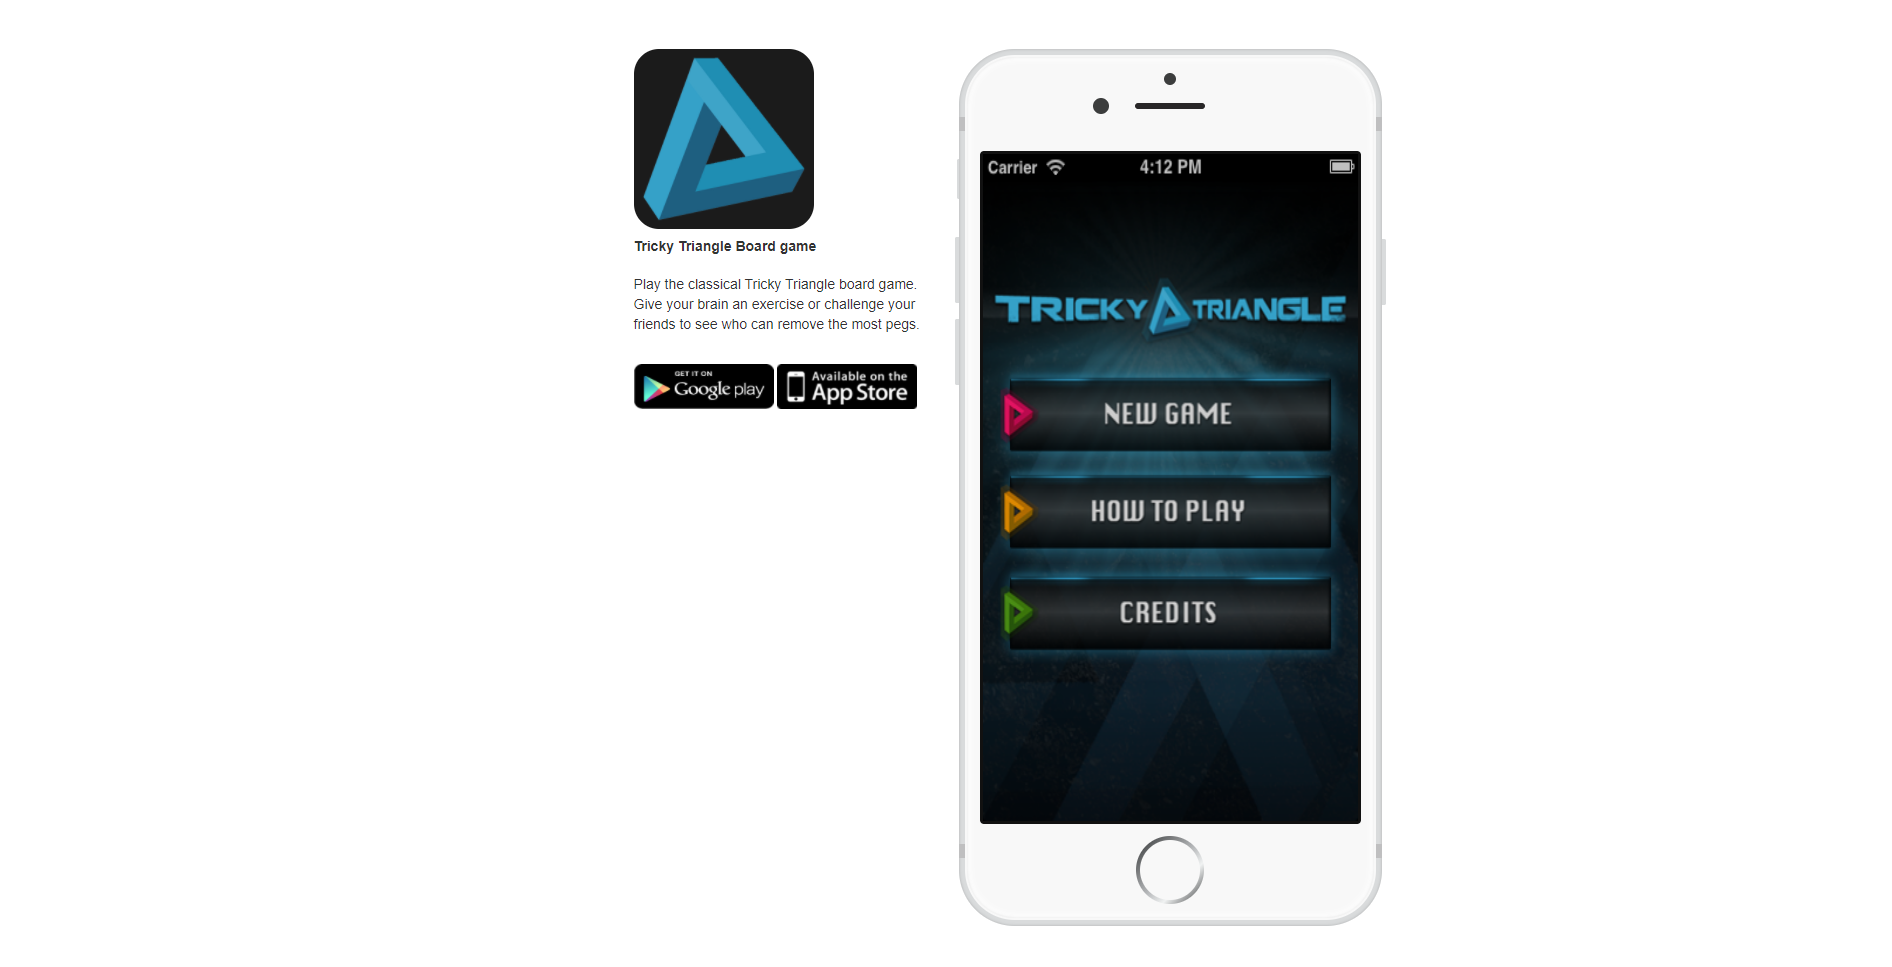 Tricky Triangle Board game
Play the classical Tricky Triangle board game.
Give your brain an exercise or challenge your
friends to see who can remove the most pegs.
GET IT ON
Google play
Available on the
App Store
Carrier 4:12 PM
TRICKY TRIANGLE
NEW GAME
HOW TO PLAY
CREDITS